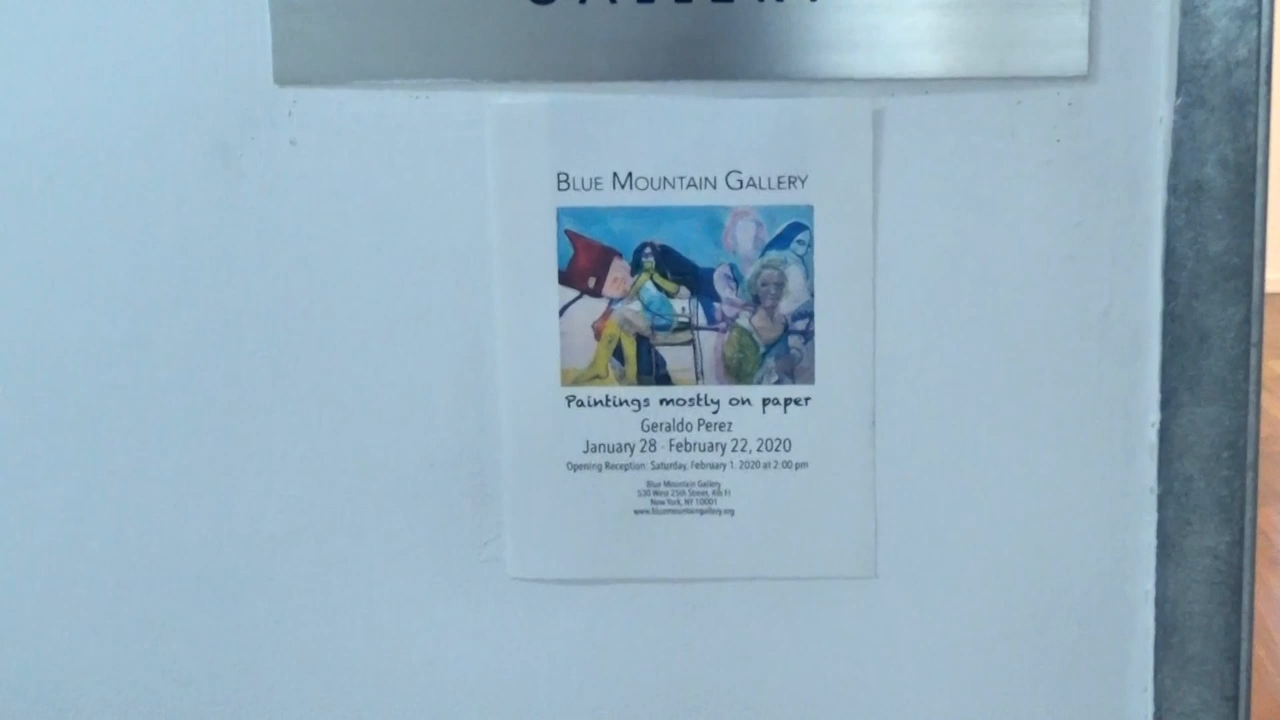 GALLERY
BLUE MOUNTAIN GALLERY
Paintings mostly on paper
Geraldo Perez
January 28 - February 22, 2020
Opening Reception: Saturday, February 1, 2020 at 2:00 pm
Blue Mountain Gallery
530 West 25th Street, 4th Fl
New York, NY 10001
www.bluemountaingallery.org